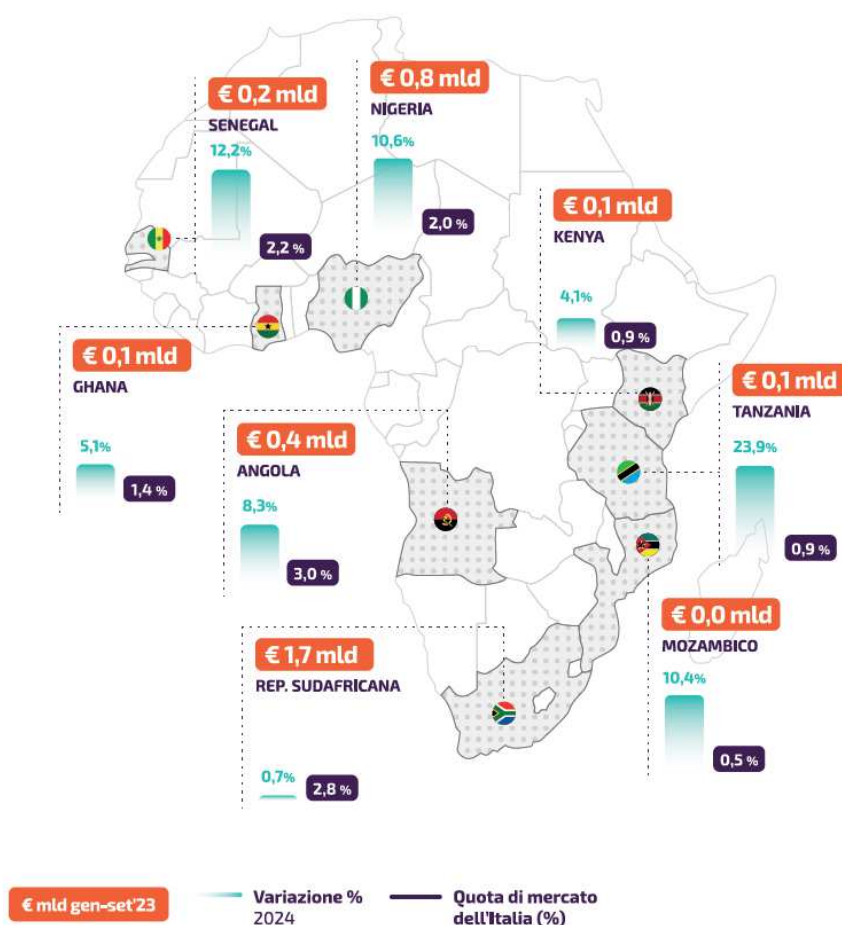 € 0,2 mld
SENEGAL
12,2%
2,2 %
€ 0,8 mld
NIGERIA
10,6%
2,0 %
€ 0,1 mld
KENYA
4,1%
0,9 %
€ 0,1 mld
GHANA
5,1%
1,4 %
€ 0,4 mld
ANGOLA
8,3%
3,0 %
€ 0,1 mld
TANZANIA
23,9%
0,9 %
€ 0,0 mld
MOZAMBICO
10,4%
0,5 %
€ 1,7 mld
REP. SUDAFRICANA
0,7%
2,8 %
€ mld gen-set'23
Variazione %
2024
Quota di mercato
dell'Italia (%)